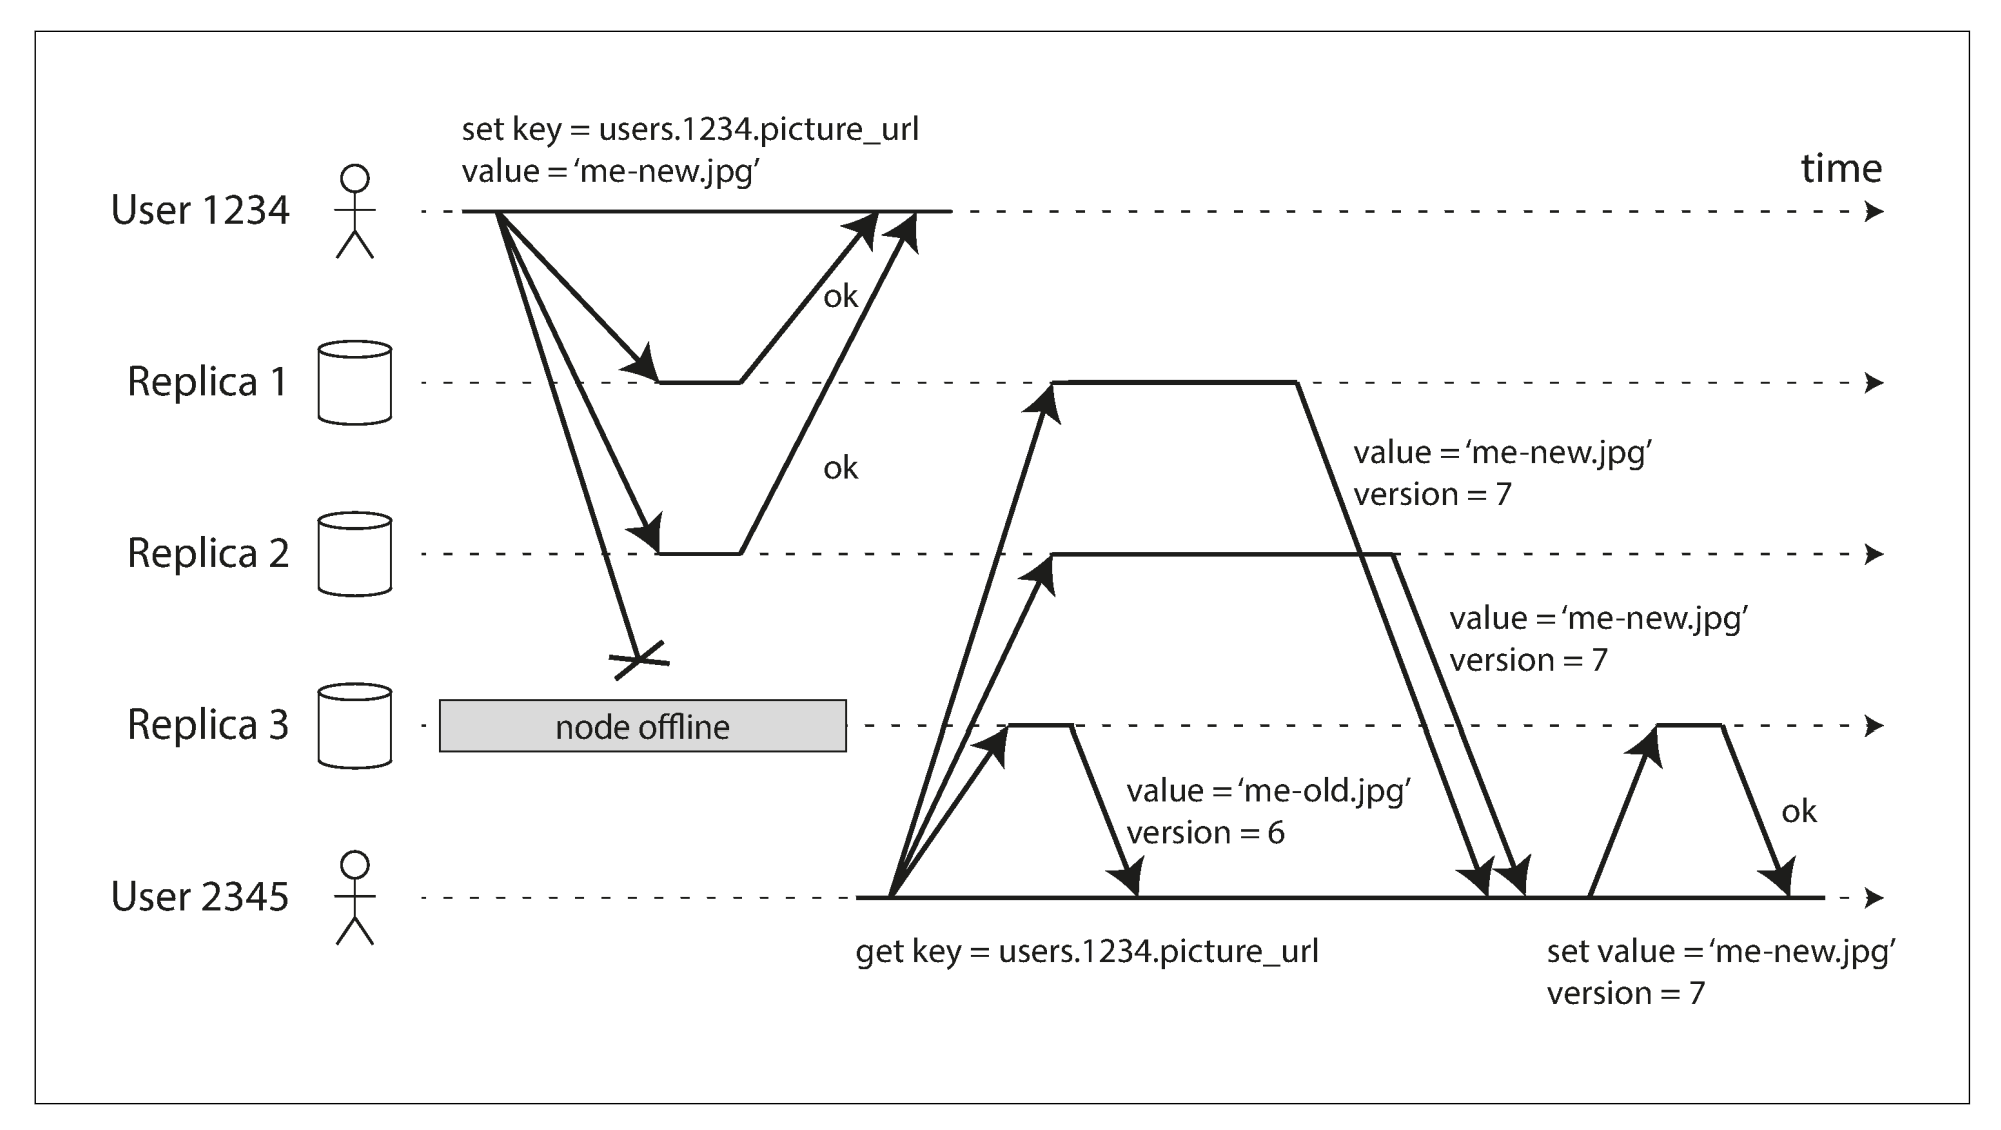 set key = users.1234.picture_url
value = ‘me-new.jpg’
time
User 1234
ok
Replica 1
value = ‘me-new.jpg’
version = 7
ok
Replica 2
value = ‘me-new.jpg’
version = 7
Replica 3
node offline
value = ‘me-old.jpg’
version = 6
ok
User 2345
get key = users.1234.picture_url
set value = ‘me-new.jpg’
version = 7